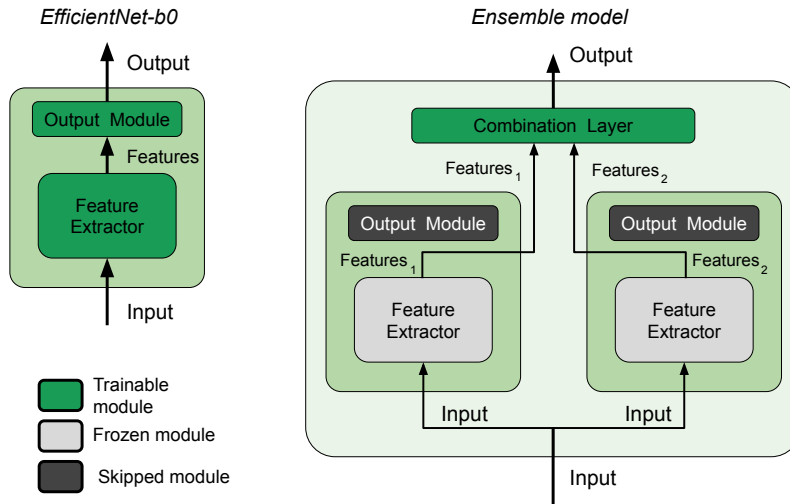 EfficientNet-b0
Output
Output Module
Features
Feature
Extractor
Input
Trainable
module
Frozen module
Skipped module
Ensemble model
Output
Combination Layer
Features1
Features2
Output Module
Output Module
Features1
Features2
Feature
Extractor
Feature
Extractor
Input
Input
Input